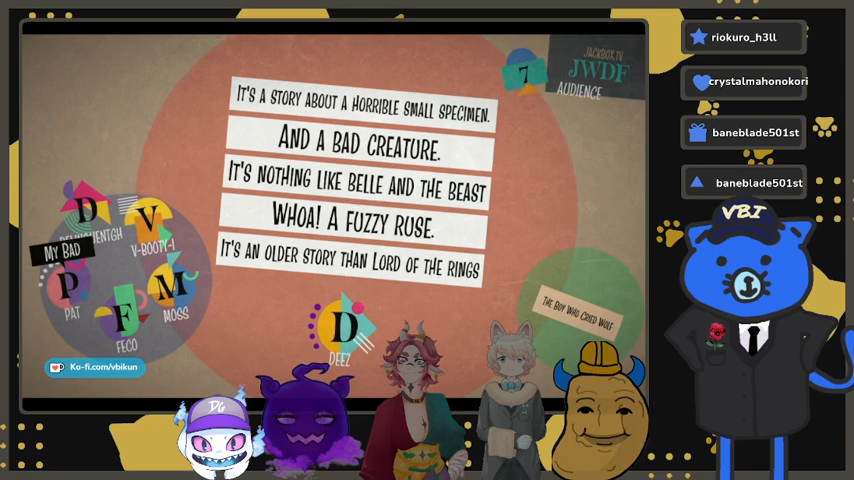 riokuro_h3ll
JACKBOX.TV
JWDF
7
AUDIENCE
crystalmahonokori
IT'S A STORY ABOUT A HORRIBLE SMALL SPECIMEN.
AND A BAD CREATURE.
baneblade501st
IT'S NOTHING LIKE BELLE AND THE BEAST
baneblade501st
D
V
VBI
WHOA! A FUZZY RUSE.
V-BOOTY-1
MY BAD
IT'S AN OLDER STORY THAN LORD OF THE RINGS
P
M
PAT
F
MOSS
THE BOY WHO CRIED WOLF
FECO
D
DEEZ
Ko-fi.com/vbikun
DG